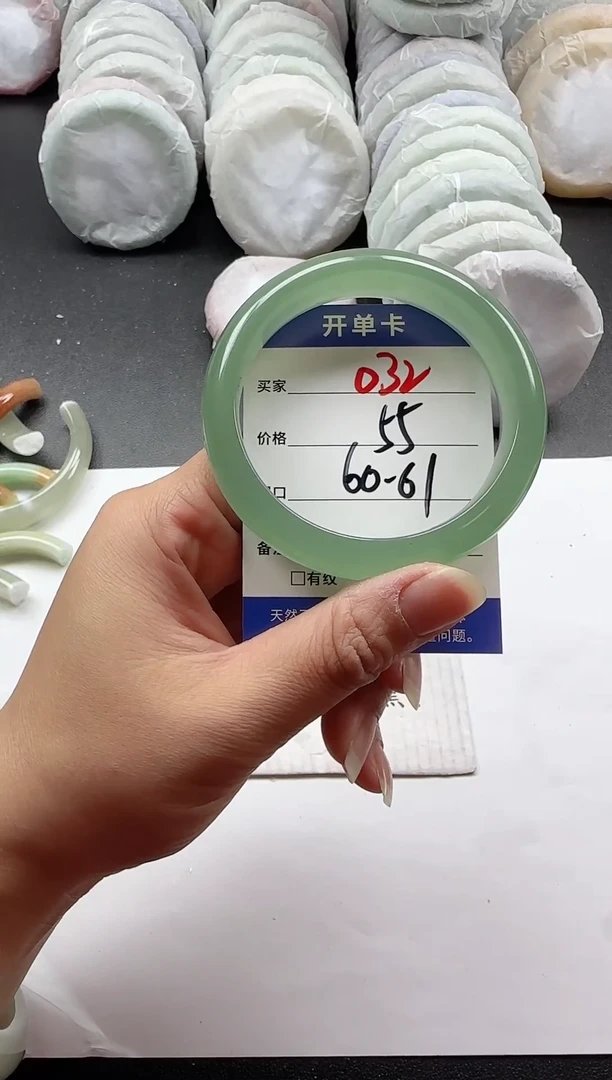 开单卡
买家 032
价格 55
口 60-61
备
□有纹
天然
问题。